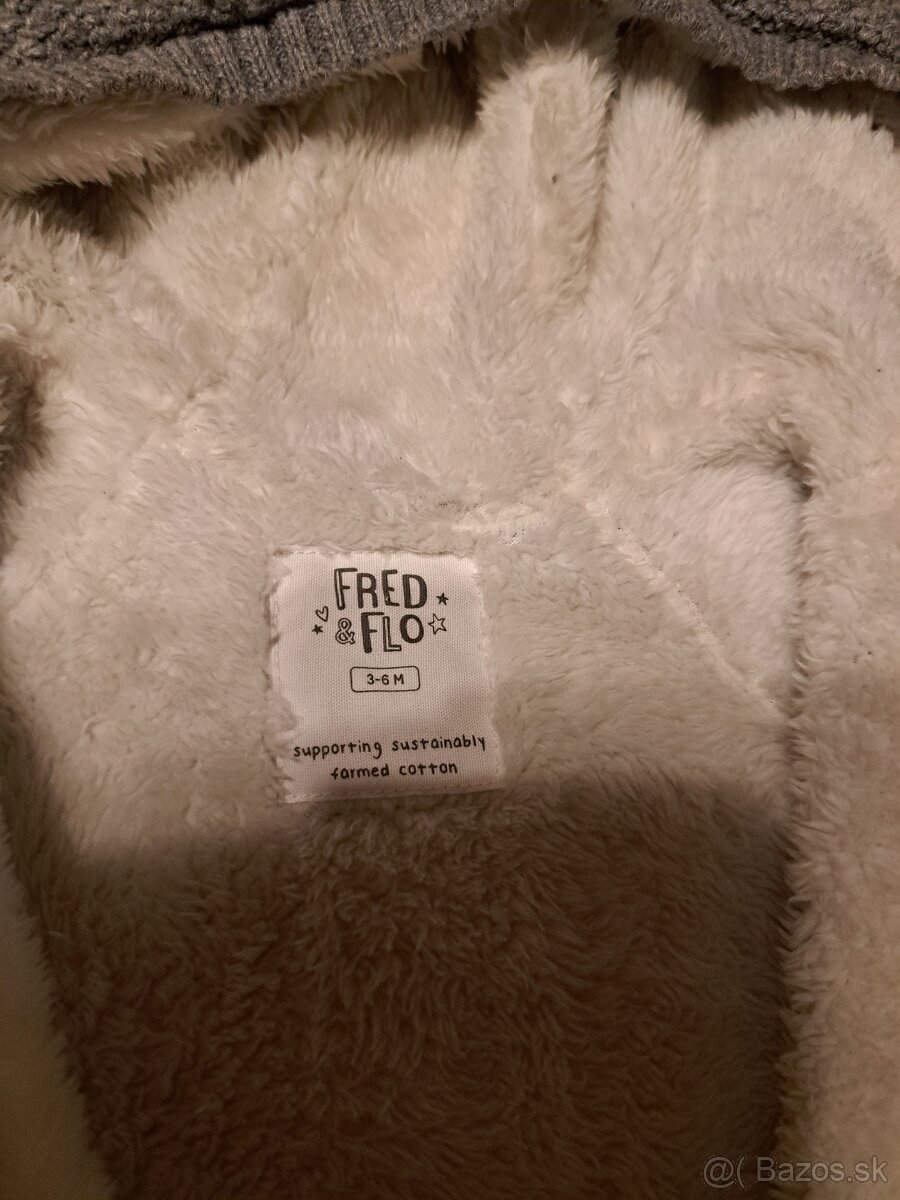 FRED
& FLO
3-6 M
supporting sustainably
farmed cotton
@( Bazos.sk